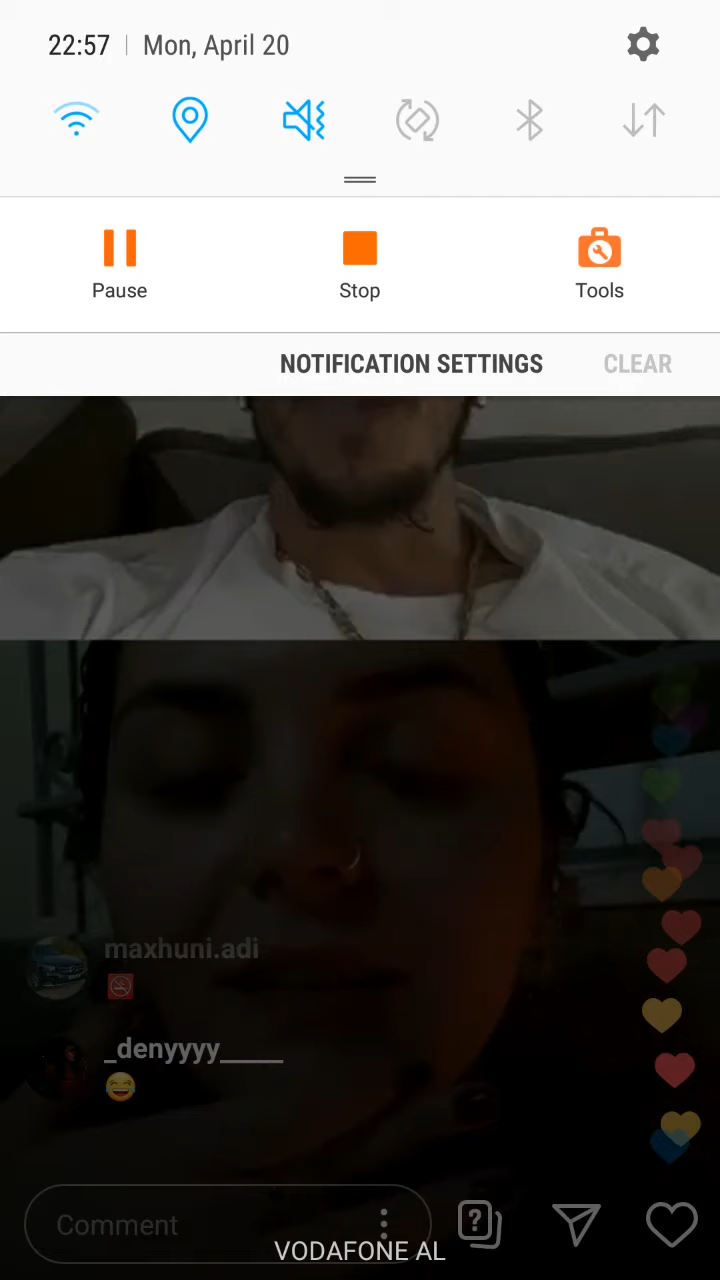 22:57 | Mon, April 20
Pause
Stop
Tools
NOTIFICATION SETTINGS
CLEAR
maxhuni.adi
_denyyyy_____
😂
Comment
VODAFONE AL